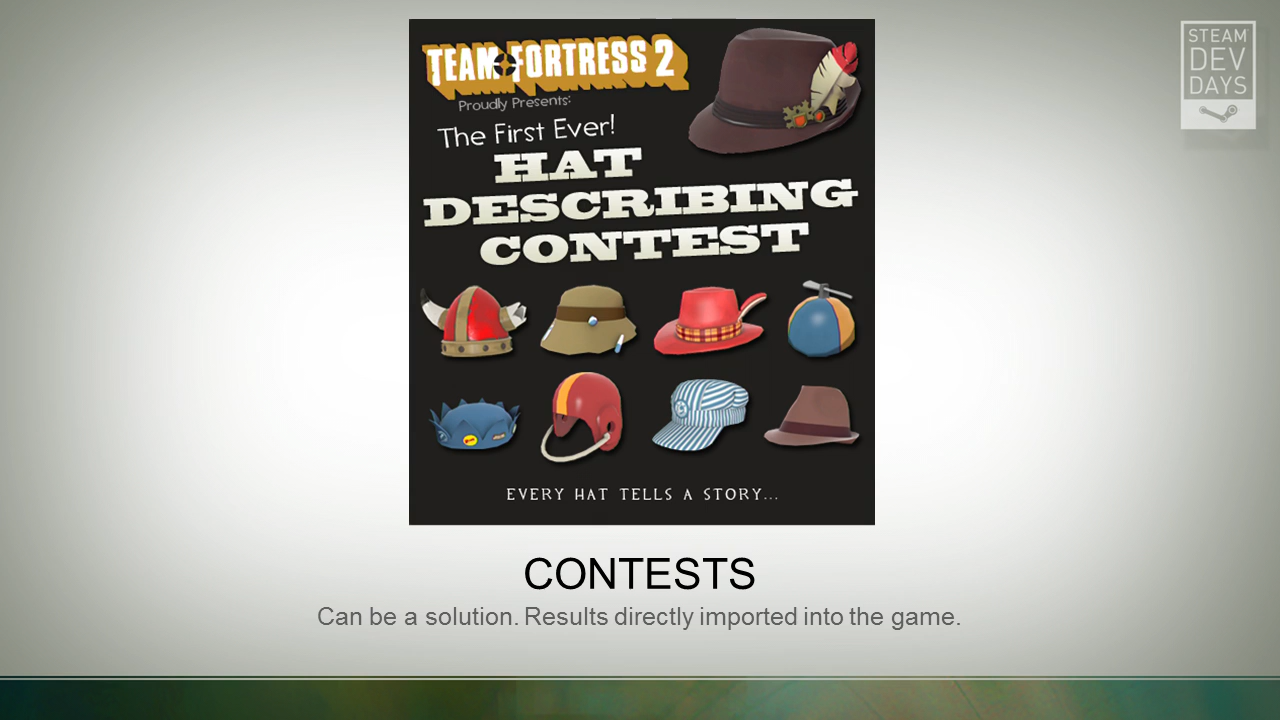 STEAM
DEV
DAYS
TEAM FORTRESS 2
Proudly Presents:
The First Ever!
HAT
DESCRIBING
CONTEST
EVERY HAT TELLS A STORY...
CONTESTS
Can be a solution. Results directly imported into the game.